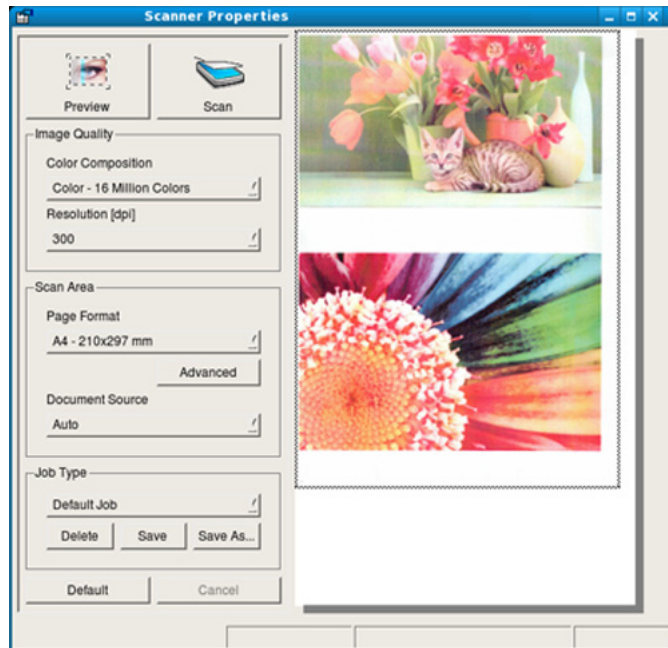 Scanner Properties
Preview
Scan
Image Quality
Color Composition
Color - 16 Million Colors
Resolution [dpi]
300
Scan Area
Page Format
A4 - 210x297 mm
Advanced
Document Source
Auto
Job Type
Default Job
Delete
Save
Save As...
Default
Cancel